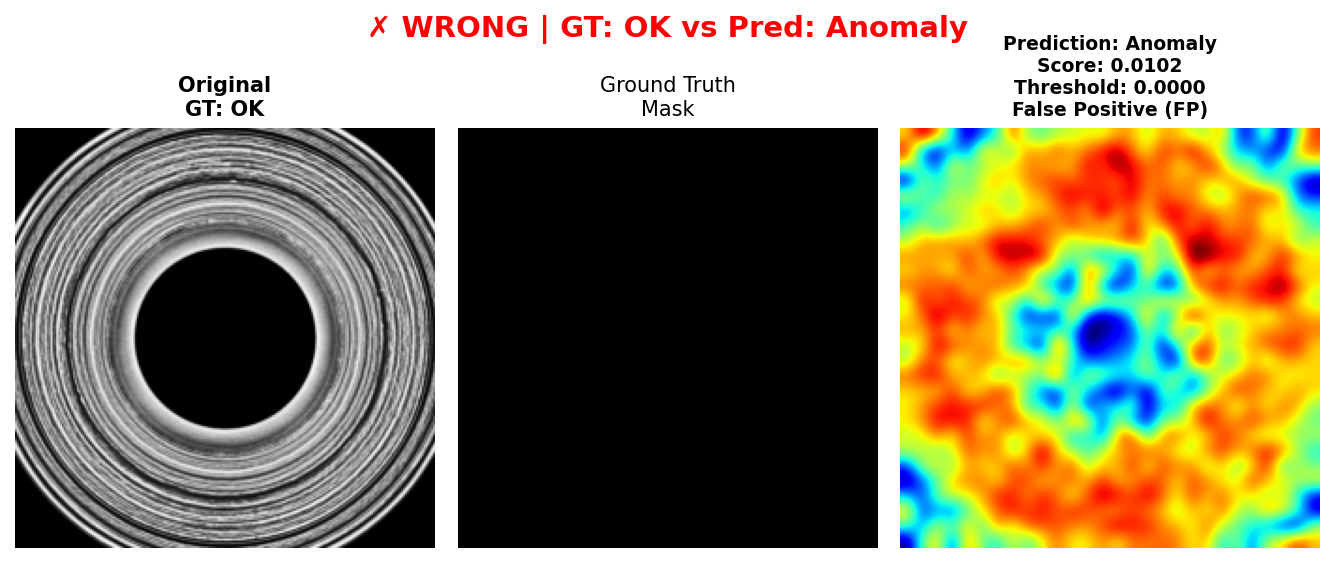 ✗ WRONG | GT: OK vs Pred: Anomaly
Original
GT: OK
Ground Truth
Mask
Prediction: Anomaly
Score: 0.0102
Threshold: 0.0000
False Positive (FP)